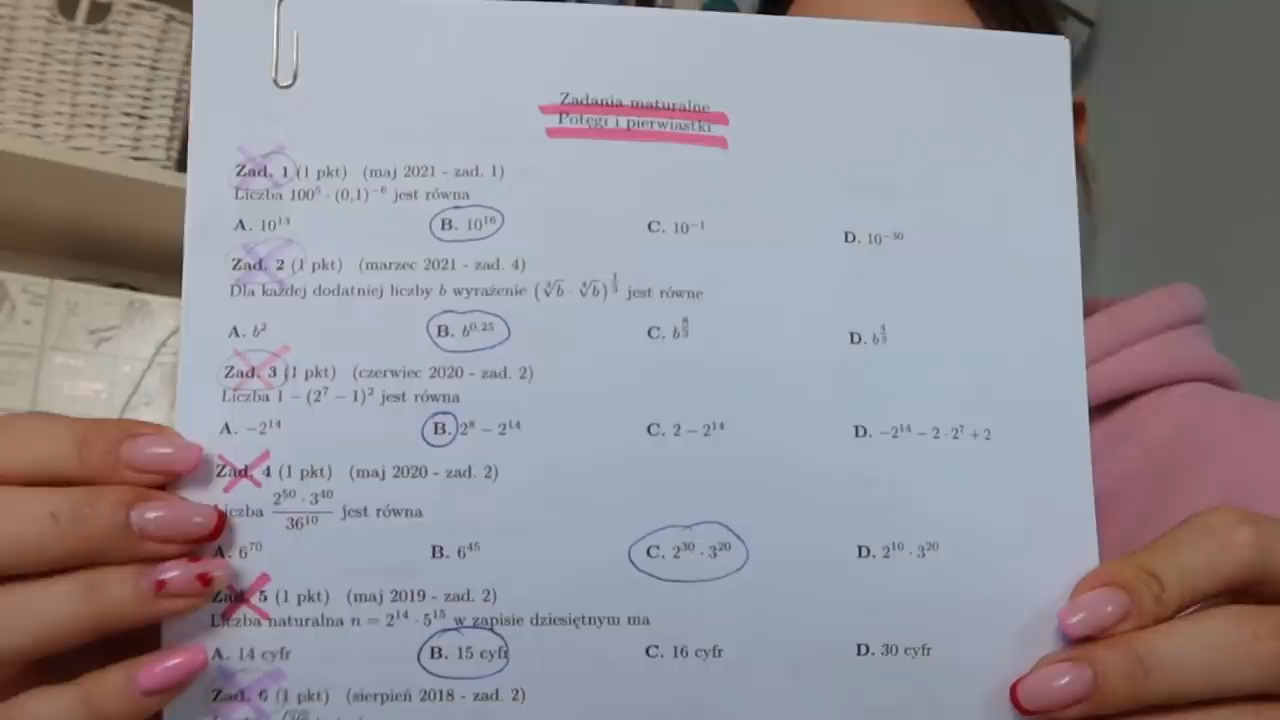 Zadania maturalne
Potęgi i pierwiastki
Zad. 1 (1 pkt) (maj 2021 - zad. 1)
Liczba 100⁵ · (0,1)⁻⁶ jest równa
A. 10¹³ B. 10¹⁶ C. 10⁻¹ D. 10⁻³⁰
Zad. 2 (1 pkt) (marzec 2021 - zad. 4)
Dla każdej dodatniej liczby b wyrażenie (√b · √b) jest równe
A. b² B. b^0,25 C. b D. b
Zad. 3 (1 pkt) (czerwiec 2020 - zad. 2)
Liczba 1 − (2⁷ − 1)² jest równa
A. −2¹⁴ B. 2⁸ − 2¹⁴ C. 2 − 2¹⁴ D. −2¹⁴ − 2 · 2⁷ + 2
Zad. 4 (1 pkt) (maj 2020 - zad. 2)
Liczba 2⁵⁰ · 3⁴⁰ / 36¹⁰ jest równa
A. 6⁷⁰ B. 6⁴⁵ C. 2³⁰ · 3²⁰ D. 2¹⁰ · 3²⁰
Zad. 5 (1 pkt) (maj 2019 - zad. 2)
Liczba naturalna n = 2¹⁴ · 5¹⁵ w zapisie dziesiętnym ma
A. 14 cyfr B. 15 cyfr C. 16 cyfr D. 30 cyfr
Zad. 6 (1 pkt) (sierpień 2018 - zad. 2)